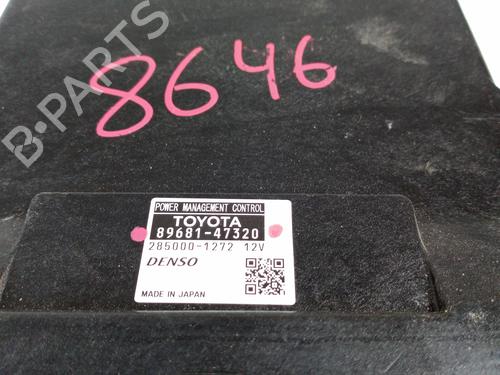 B-PARTS
8646
POWER MANAGEMENT CONTROL
TOYOTA
89681-47320
285000-1272 12V
DENSO
MADE IN JAPAN